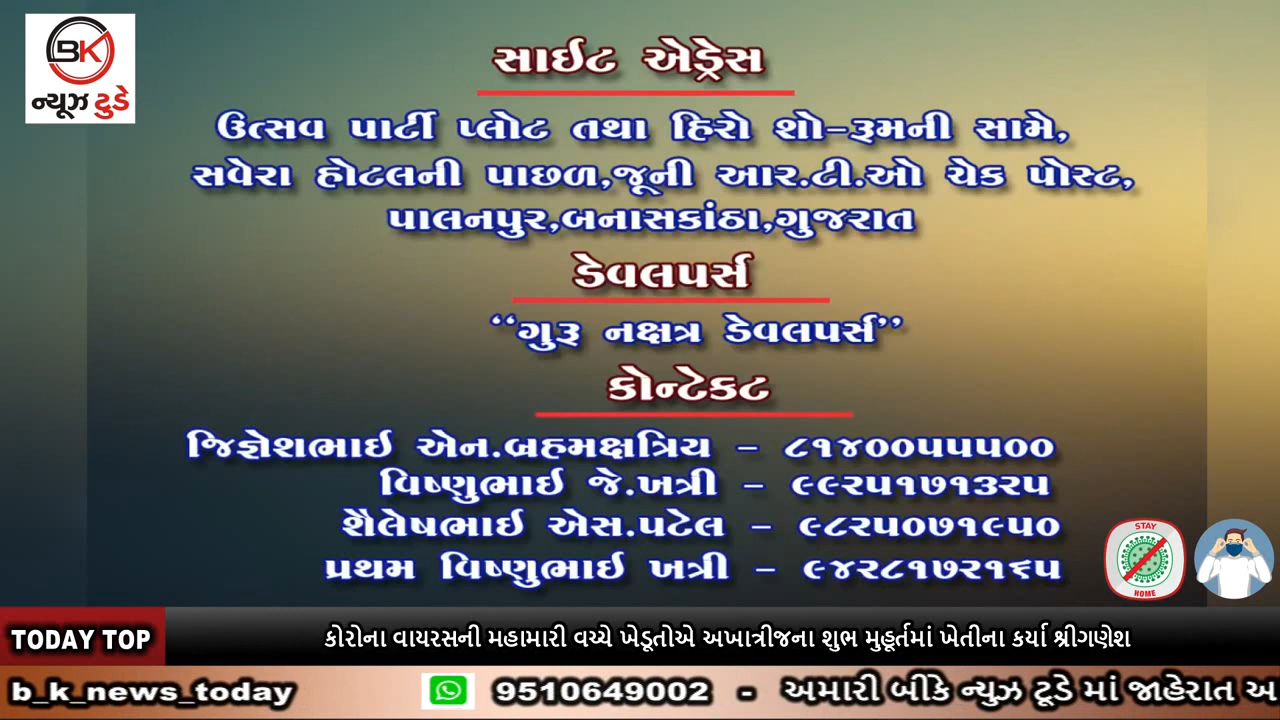 BK
ન્યૂઝ ટુડે
સાઈટ એડ્રેસ
ઉત્સવ પાર્ટી પ્લોટ તથા હિરો શો-રૂમની સામે,
સવેરા હોટલની પાછળ,જૂની આર.ટી.ઓ ચેક પોસ્ટ,
પાલનપુર,બનાસકાંઠા,ગુજરાત
ડેવલપર્સ
“ગુરૂ નક્ષત્ર ડેવલપર્સ”
કોન્ટેકટ
જિજ્ઞેશભાઇ એન.બ્રહમક્ષત્રિય - ૮૧૪૦૦૫૫૫૦૦
વિષ્ણુભાઇ જે.ખત્રી - ૯૯૨૫૧૭૧૩૨૫
શૈલેષભાઇ એસ.પટેલ - ૯૮૨૫૦૭૧૯૫૦
પ્રથમ વિષ્ણુભાઇ ખત્રી - ૯૪૨૮૧૭૨૧૬૫
STAY
HOME
TODAY TOP
કોરોના વાયરસની મહામારી વચ્ચે ખેડૂતોએ અખાત્રીજના શુભ મુહૂર્તમાં ખેતીના કર્યા શ્રીગણેશ
b_k_news_today 9510649002 - અમારી બીકે ન્યુઝ ટૂડે માં જાહેરાત અ